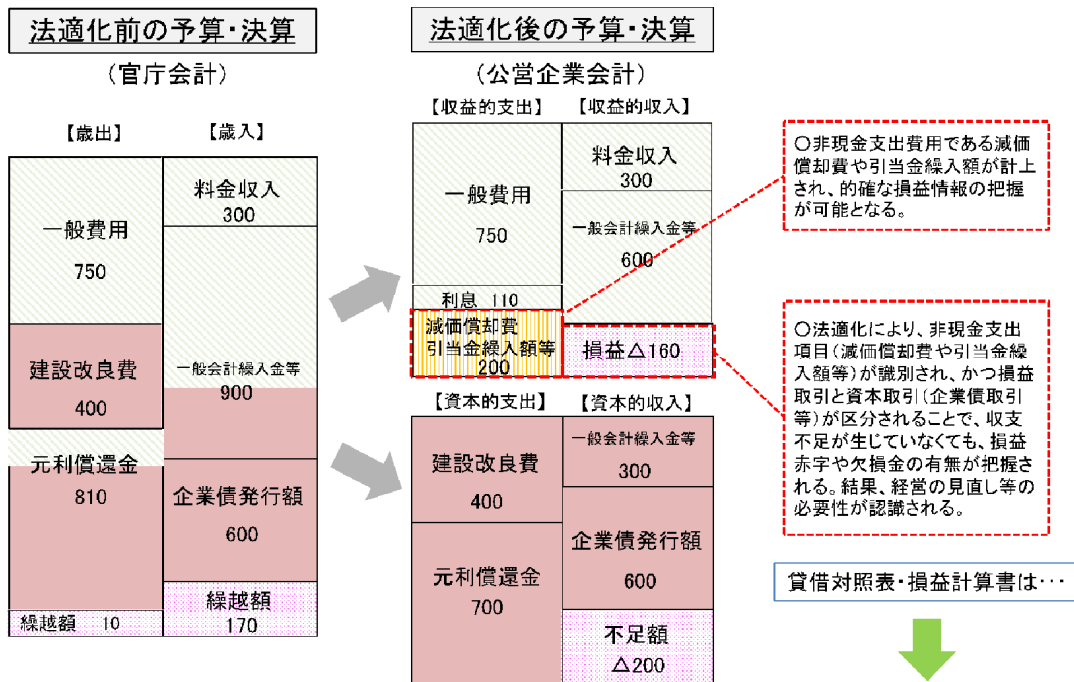 法適化前の予算・決算
(官庁会計)
【歳出】
【歳入】
一般費用
750
建設改良費
400
元利償還金
810
繰越額 10
料金収入
300
一般会計繰入金等
900
企業債発行額
600
繰越額
170
法適化後の予算・決算
(公営企業会計)
【収益的支出】
【収益的収入】
一般費用
750
利息 110
減価償却費
引当金繰入額等
200
料金収入
300
一般会計繰入金等
600
損益△160
【資本的支出】
【資本的収入】
建設改良費
400
元利償還金
700
一般会計繰入金等
300
企業債発行額
600
不足額
△200
〇非現金支出費用である減価
償却費や引当金繰入額が計上
され、的確な損益情報の把握
が可能となる。
〇法適化により、非現金支出
項目(減価償却費や引当金繰
入額等)が識別され、かつ損益
取引と資本取引(企業債取引
等)が区分されることで、収支
不足が生じていなくても、損益
赤字や欠損金の有無が把握さ
れる。結果、経営の見直し等の
必要性が認識される。
貸借対照表・損益計算書は…